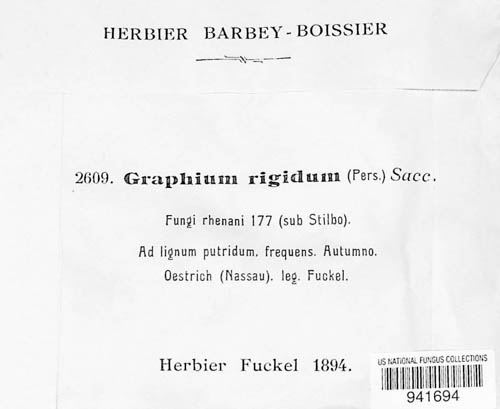 HERBIER BARBEY-BOISSIER
2609. Graphium rigidum (Pers.) Sacc.
Fungi rhenani 177 (sub Stilbo).
Ad lignum putridum, frequens. Autumno.
Oestrich (Nassau). leg. Fuckel.
Herbier Fuckel 1894.
US NATIONAL FUNGUS COLLECTIONS
941694